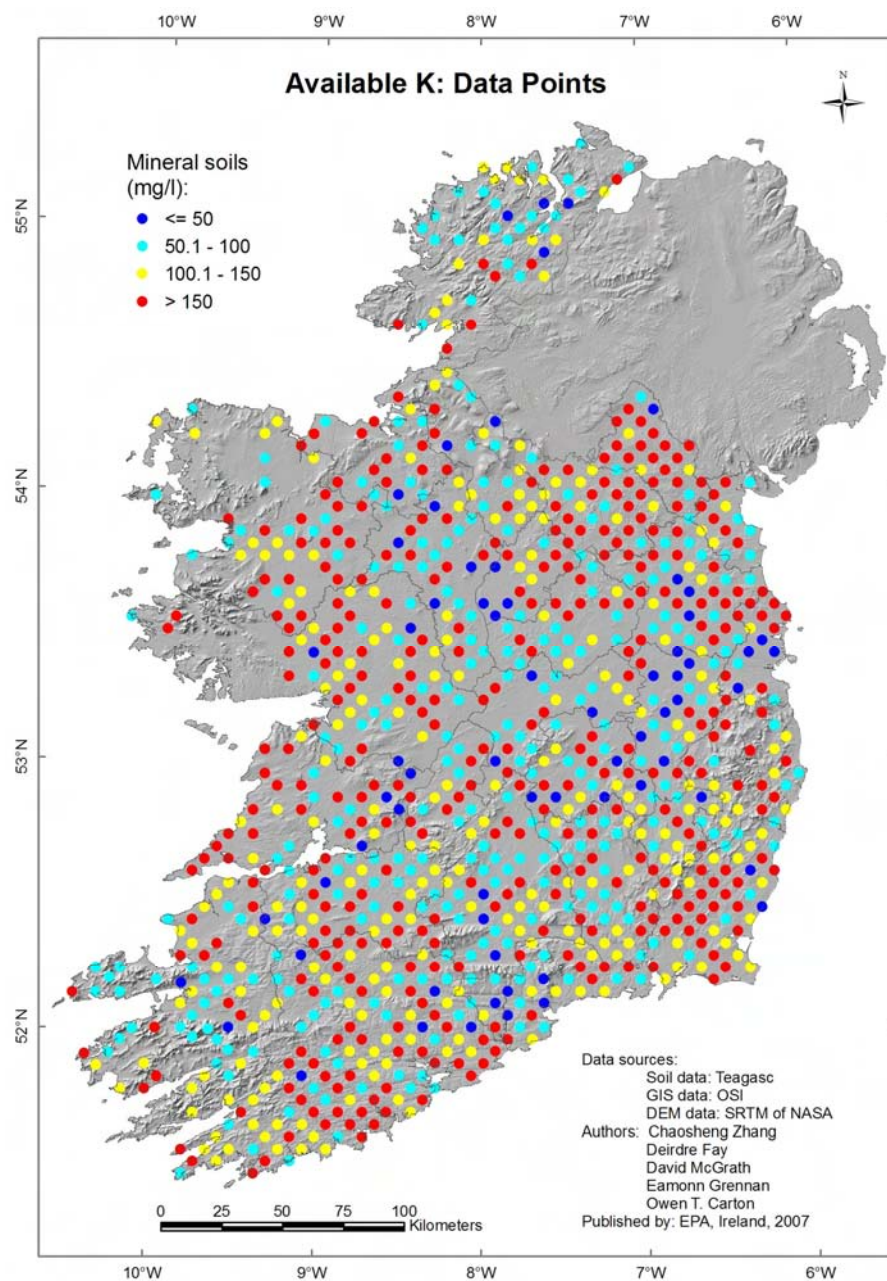 10°W 9°W 8°W 7°W 6°W
Available K: Data Points
N
Mineral soils
(mg/l):
<= 50
50.1 - 100
100.1 - 150
> 150
55°N
54°N
53°N
52°N
Data sources:
Soil data: Teagasc
GIS data: OSI
DEM data: SRTM of NASA
Authors: Chaosheng Zhang
Deirdre Fay
David McGrath
Eamonn Grennan
Owen T. Carton
Published by: EPA, Ireland, 2007
0 25 50 75 100
Kilometers
10°W 9°W 8°W 7°W 6°W